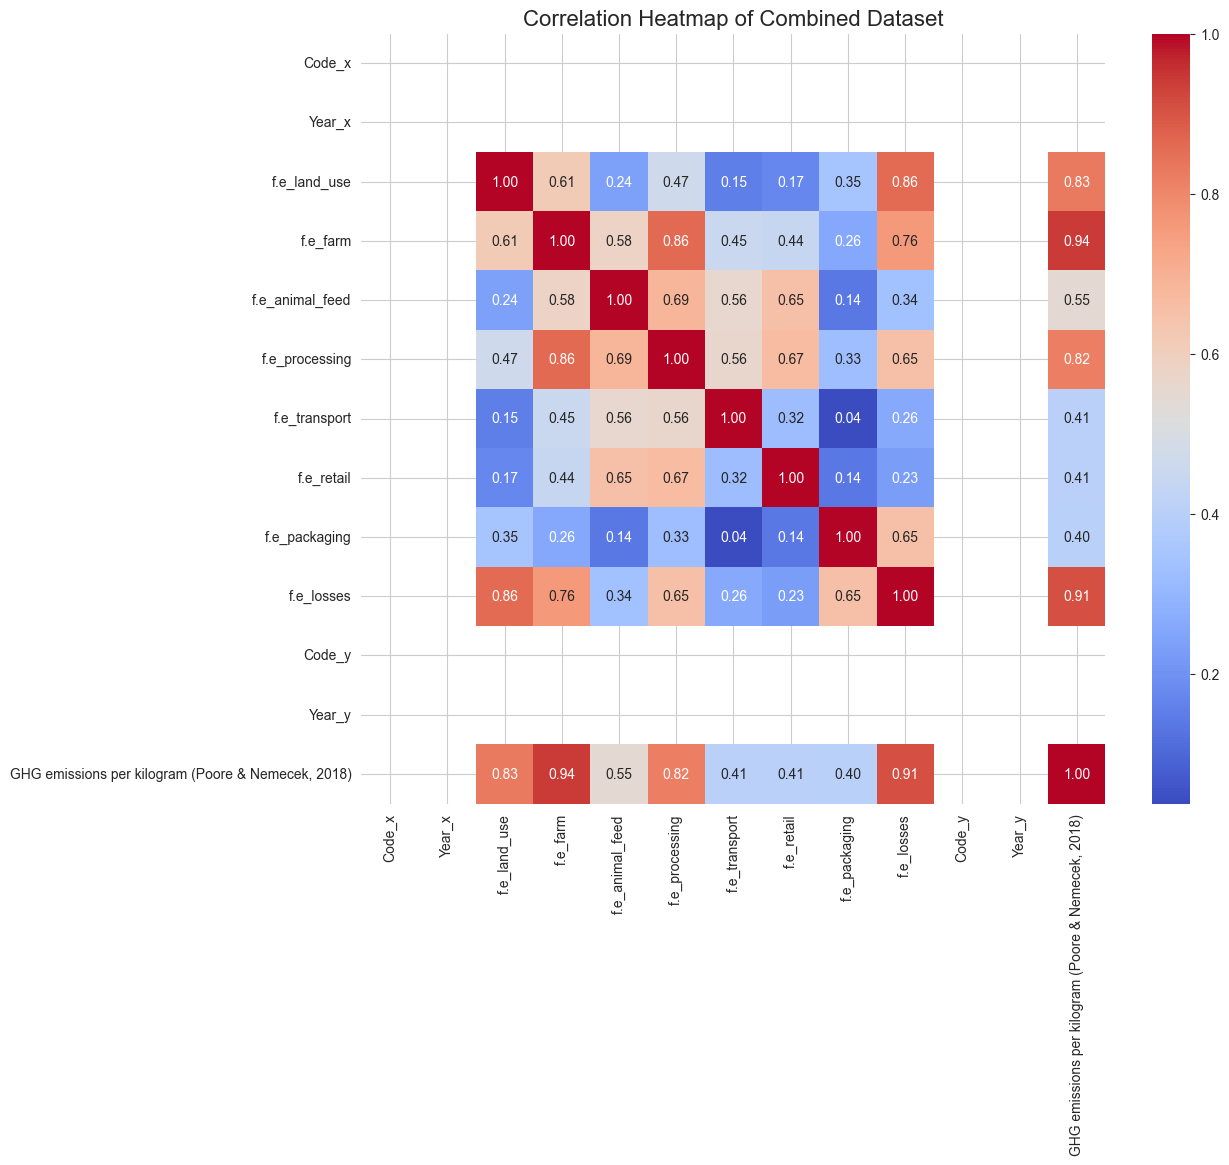 Correlation Heatmap of Combined Dataset
Code_x
Year_x
f.e_land_use 1.00 0.61 0.24 0.47 0.15 0.17 0.35 0.86 0.83
f.e_farm 0.61 1.00 0.58 0.86 0.45 0.44 0.26 0.76 0.94
f.e_animal_feed 0.24 0.58 1.00 0.69 0.56 0.65 0.14 0.34 0.55
f.e_processing 0.47 0.86 0.69 1.00 0.56 0.67 0.33 0.65 0.82
f.e_transport 0.15 0.45 0.56 0.56 1.00 0.32 0.04 0.26 0.41
f.e_retail 0.17 0.44 0.65 0.67 0.32 1.00 0.14 0.23 0.41
f.e_packaging 0.35 0.26 0.14 0.33 0.04 0.14 1.00 0.65 0.40
f.e_losses 0.86 0.76 0.34 0.65 0.26 0.23 0.65 1.00 0.91
Code_y
Year_y
GHG emissions per kilogram (Poore & Nemecek, 2018) 0.83 0.94 0.55 0.82 0.41 0.41 0.40 0.91 1.00
Code_x
Year_x
f.e_land_use
f.e_farm
f.e_animal_feed
f.e_processing
f.e_transport
f.e_retail
f.e_packaging
f.e_losses
Code_y
Year_y
GHG emissions per kilogram (Poore & Nemecek, 2018)
1.0
0.8
0.6
0.4
0.2